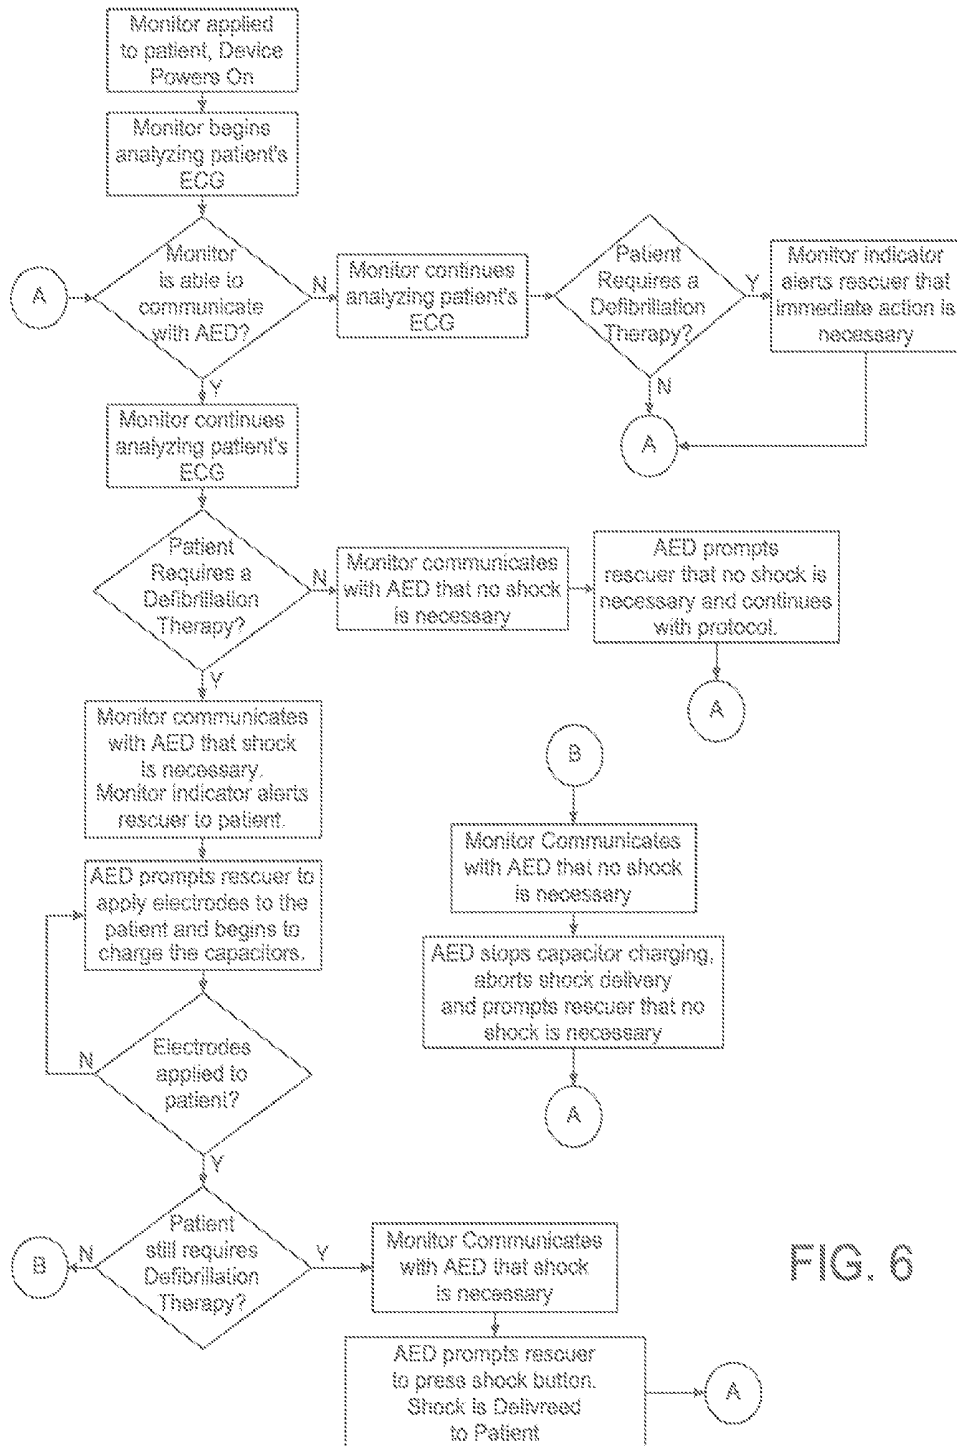 Monitor applied
to patient, Device
Powers On
Monitor begins
analyzing patient's
ECG
A
Monitor
is able to
communicate
with AED?
N
Monitor continues
analyzing patient's
ECG
Patient
Requires a
Defibrillation
Therapy?
Y
Monitor indicator
alerts rescuer that
immediate action is
necessary
Y
N
A
Monitor continues
analyzing patient's
ECG
Patient
Requires a
Defibrillation
Therapy?
N
Monitor communicates
with AED that no shock
is necessary
AED prompts
rescuer that no shock is
necessary and continues
with protocol.
A
Y
Monitor communicates
with AED that shock
is necessary.
Monitor indicator alerts
rescuer to patient.
B
Monitor Communicates
with AED that no shock
is necessary
AED prompts rescuer to
apply electrodes to the
patient and begins to
charge the capacitors.
AED stops capacitor charging,
aborts shock delivery
and prompts rescuer that no
shock is necessary
A
N
Electrodes
applied to
patient?
Y
B
N
Patient
still requires
Defibrillation
Therapy?
Y
Monitor Communicates
with AED that shock
is necessary
FIG. 6
AED prompts rescuer
to press shock button.
Shock is Delivreed
to Patient
A